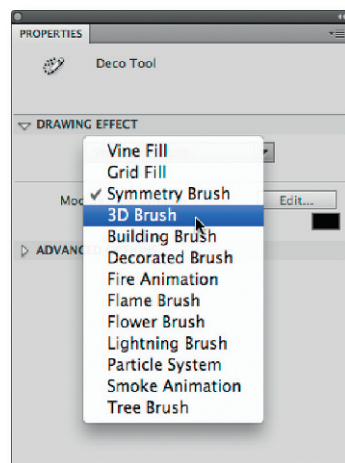 PROPERTIES
Deco Tool
DRAWING EFFECT
Vine Fill
Grid Fill
✓ Symmetry Brush
Edit...
3D Brush
Building Brush
Decorated Brush
Fire Animation
Flame Brush
Flower Brush
Lightning Brush
Particle System
Smoke Animation
Tree Brush